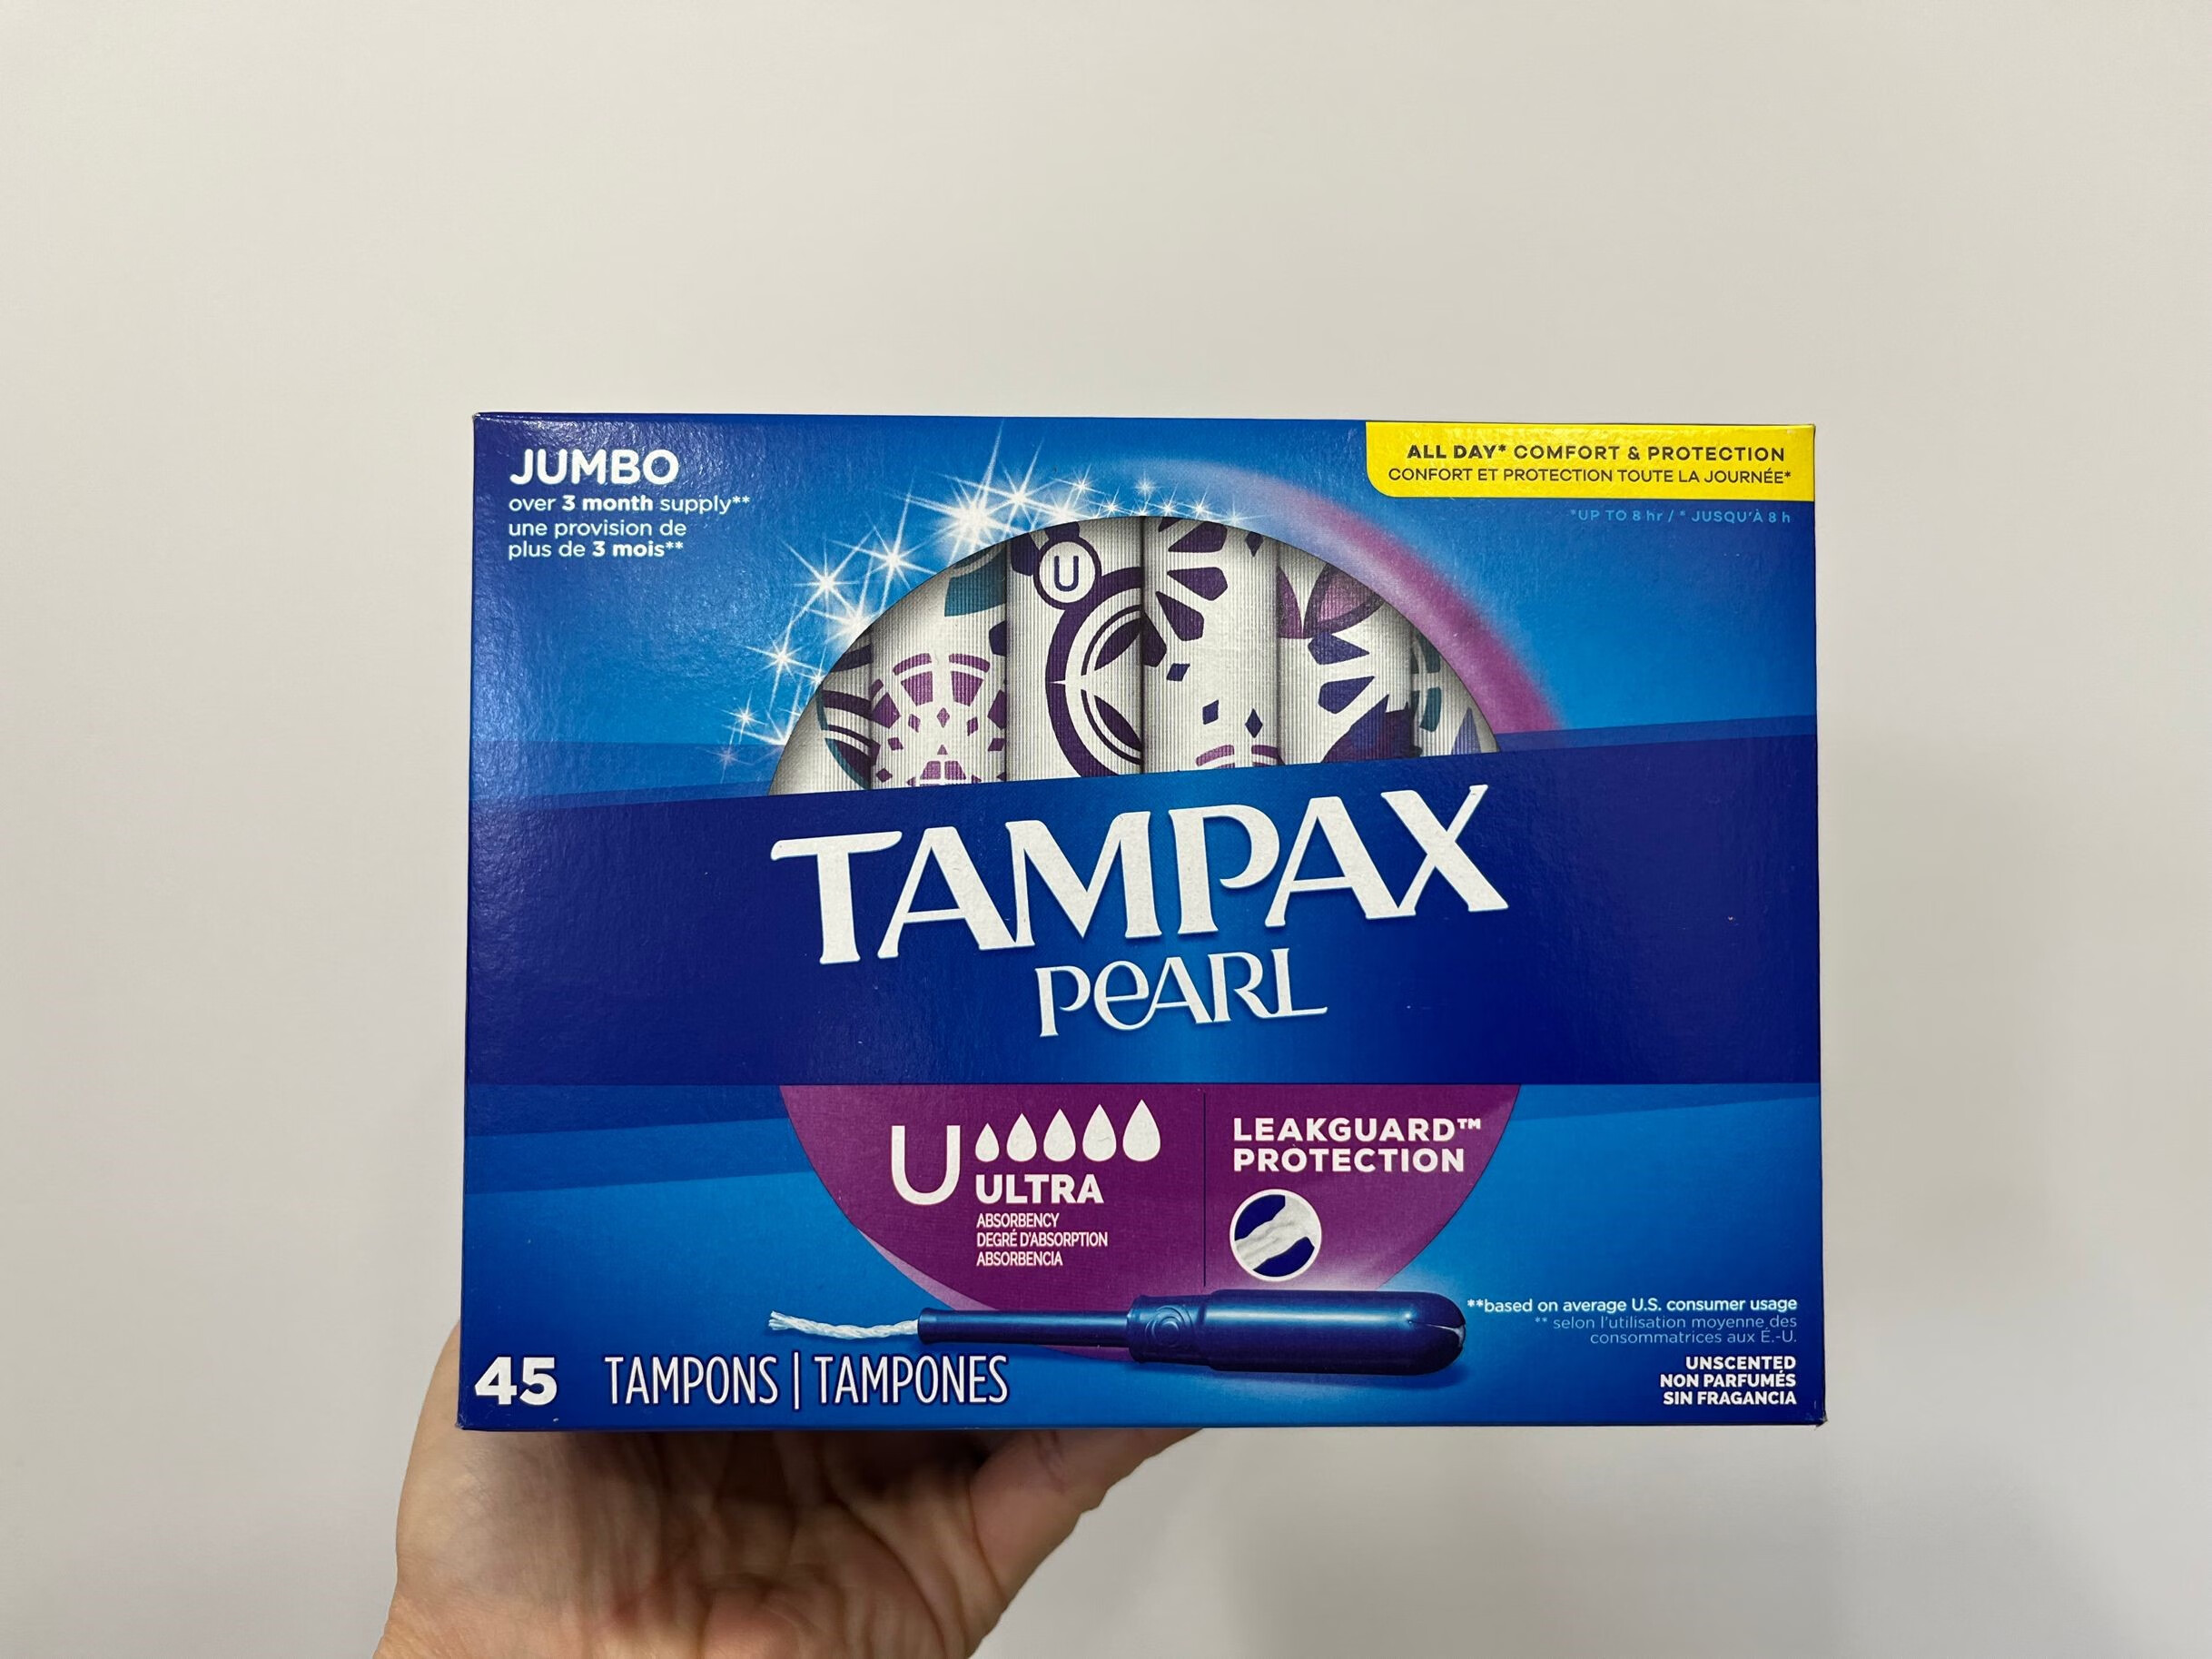 JUMBO
over 3 month supply**
une provision de
plus de 3 mois**
ALL DAY* COMFORT & PROTECTION
CONFORT ET PROTECTION TOUTE LA JOURNÉE*
*UP TO 8 hr / * JUSQU'À 8 h
U
TAMPAX
PEARL
U
ULTRA
ABSORBENCY
DEGRÉ D'ABSORPTION
ABSORBENCIA
LEAKGUARD™
PROTECTION
**based on average U.S. consumer usage
** selon l'utilisation moyenne des
consommatrices aux É.-U.
45 TAMPONS | TAMPONES
UNSCENTED
NON PARFUMÉS
SIN FRAGANCIA